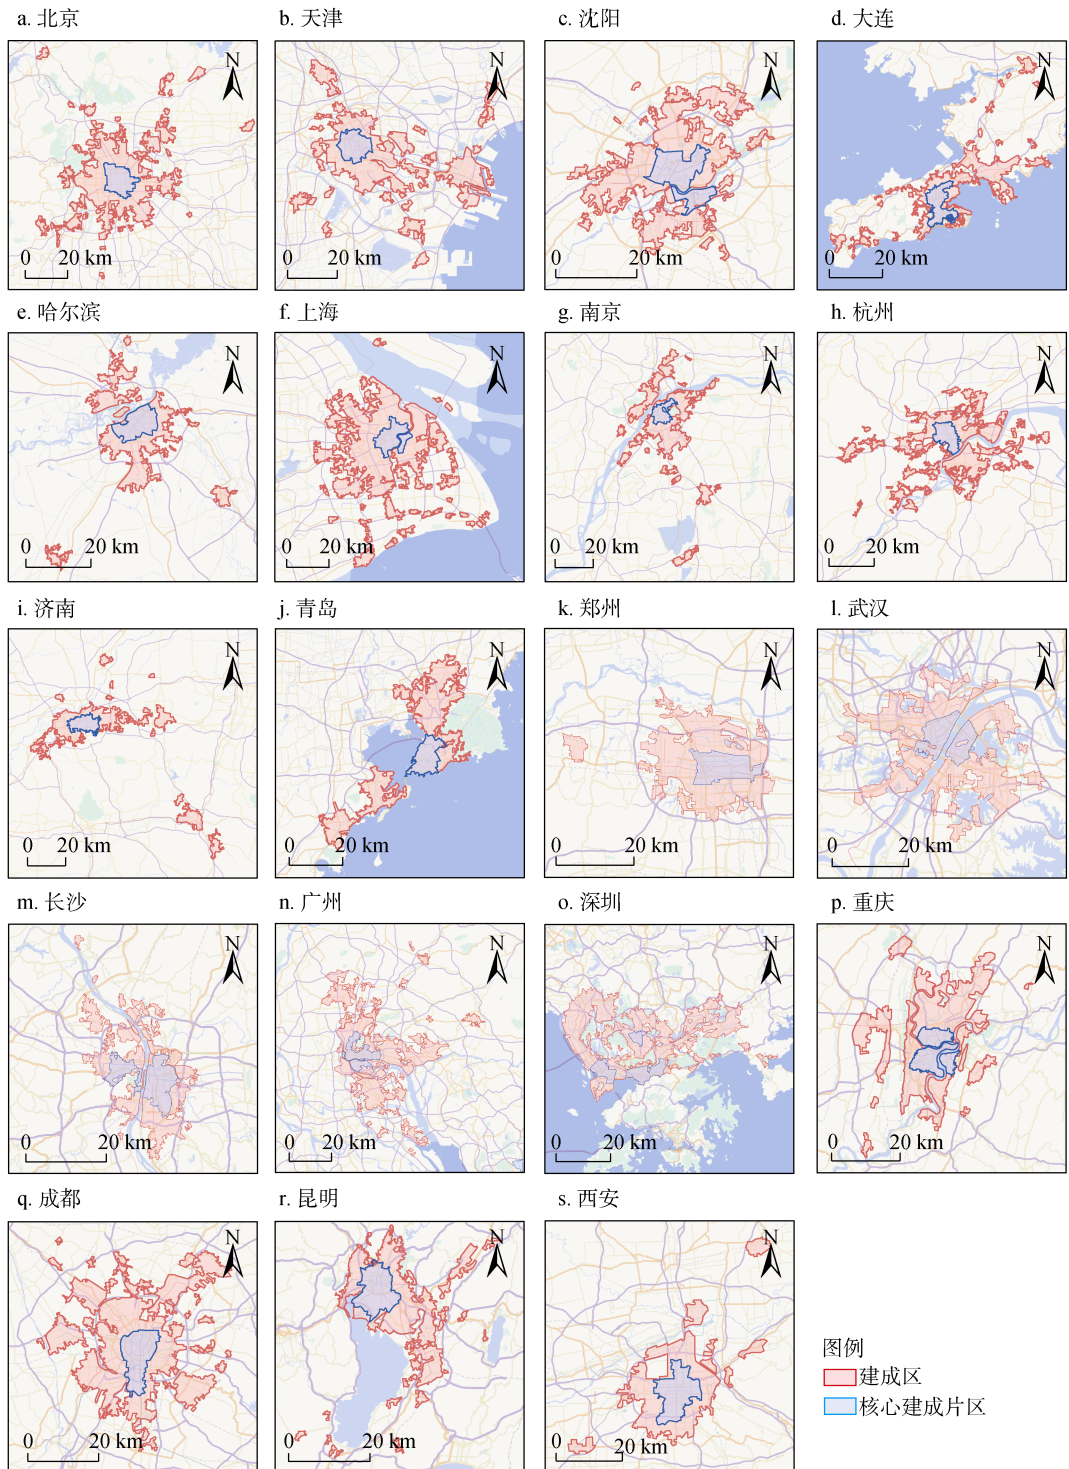 a. 北京
b. 天津
c. 沈阳
d. 大连
N
0 20 km
N
0 20 km
N
0 20 km
N
0 20 km
e. 哈尔滨
f. 上海
g. 南京
h. 杭州
N
0 20 km
N
0 20 km
N
0 20 km
N
0 20 km
i. 济南
j. 青岛
k. 郑州
l. 武汉
N
0 20 km
N
0 20 km
N
0 20 km
N
0 20 km
m. 长沙
n. 广州
o. 深圳
p. 重庆
N
0 20 km
N
0 20 km
N
0 20 km
N
0 20 km
q. 成都
r. 昆明
s. 西安
N
0 20 km
N
0 20 km
N
0 20 km
图例
建成区
核心建成片区